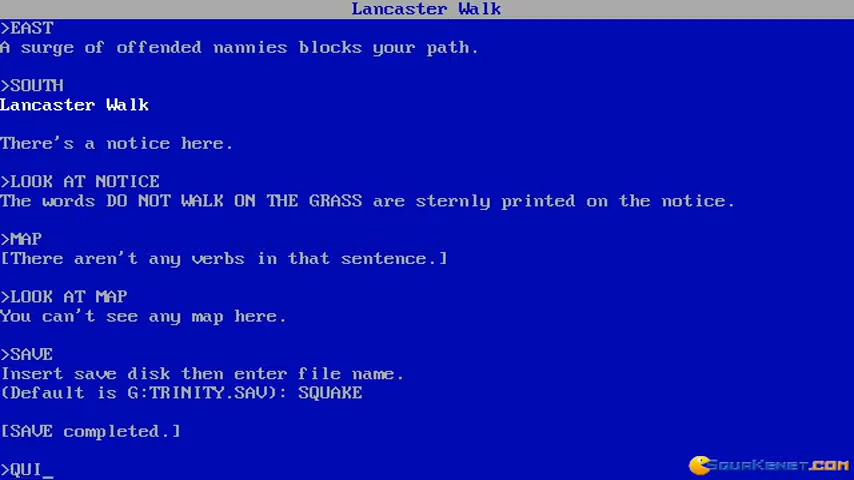 Lancaster Walk
>EAST
A surge of offended nannies blocks your path.
>SOUTH
Lancaster Walk
There's a notice here.
>LOOK AT NOTICE
The words DO NOT WALK ON THE GRASS are sternly printed on the notice.
>MAP
[There aren't any verbs in that sentence.]
>LOOK AT MAP
You can't see any map here.
>SAVE
Insert save disk then enter file name.
(Default is G:TRINITY.SAV): SQUAKE
[SAVE completed.]
>QUI_
SQUAKENET.COM